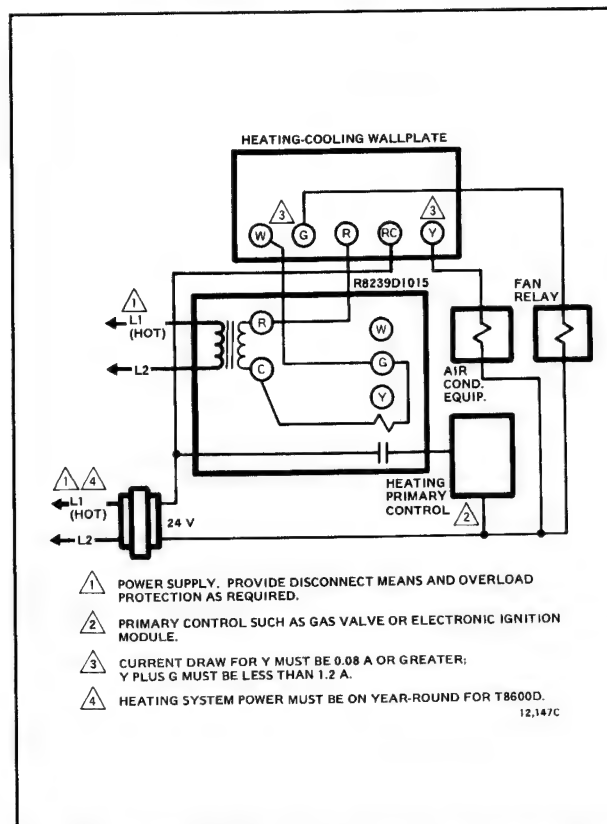 HEATING-COOLING WALLPLATE
3
3
W
G
R
RC
Y
R8239D1015
FAN
RELAY
1
L1
(HOT)
L2
R
C
W
G
Y
AIR
COND.
EQUIP.
1
4
L1
(HOT)
L2
24 V
HEATING
PRIMARY
CONTROL
2
1 POWER SUPPLY. PROVIDE DISCONNECT MEANS AND OVERLOAD
PROTECTION AS REQUIRED.
2 PRIMARY CONTROL SUCH AS GAS VALVE OR ELECTRONIC IGNITION
MODULE.
3 CURRENT DRAW FOR Y MUST BE 0.08 A OR GREATER;
Y PLUS G MUST BE LESS THAN 1.2 A.
4 HEATING SYSTEM POWER MUST BE ON YEAR-ROUND FOR T8600D.
12,147C